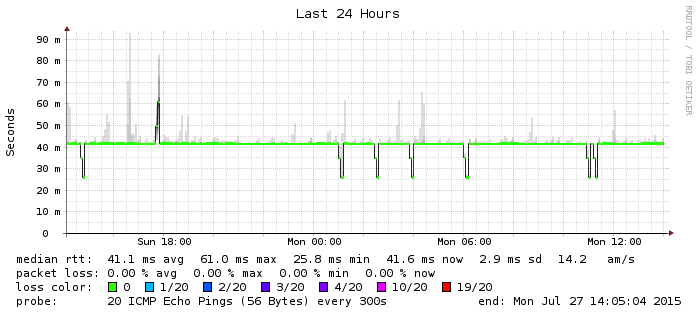 Last 24 Hours
RRDTOOL / TOBI OETIKER
Seconds
90 m
80 m
70 m
60 m
50 m
40 m
30 m
20 m
10 m
0
Sun 18:00 Mon 00:00 Mon 06:00 Mon 12:00
median rtt: 41.1 ms avg 61.0 ms max 25.8 ms min 41.6 ms now 2.9 ms sd 14.2 am/s
packet loss: 0.00 % avg 0.00 % max 0.00 % min 0.00 % now
loss color: 0 1/20 2/20 3/20 4/20 10/20 19/20
probe: 20 ICMP Echo Pings (56 Bytes) every 300s end: Mon Jul 27 14:05:04 2015